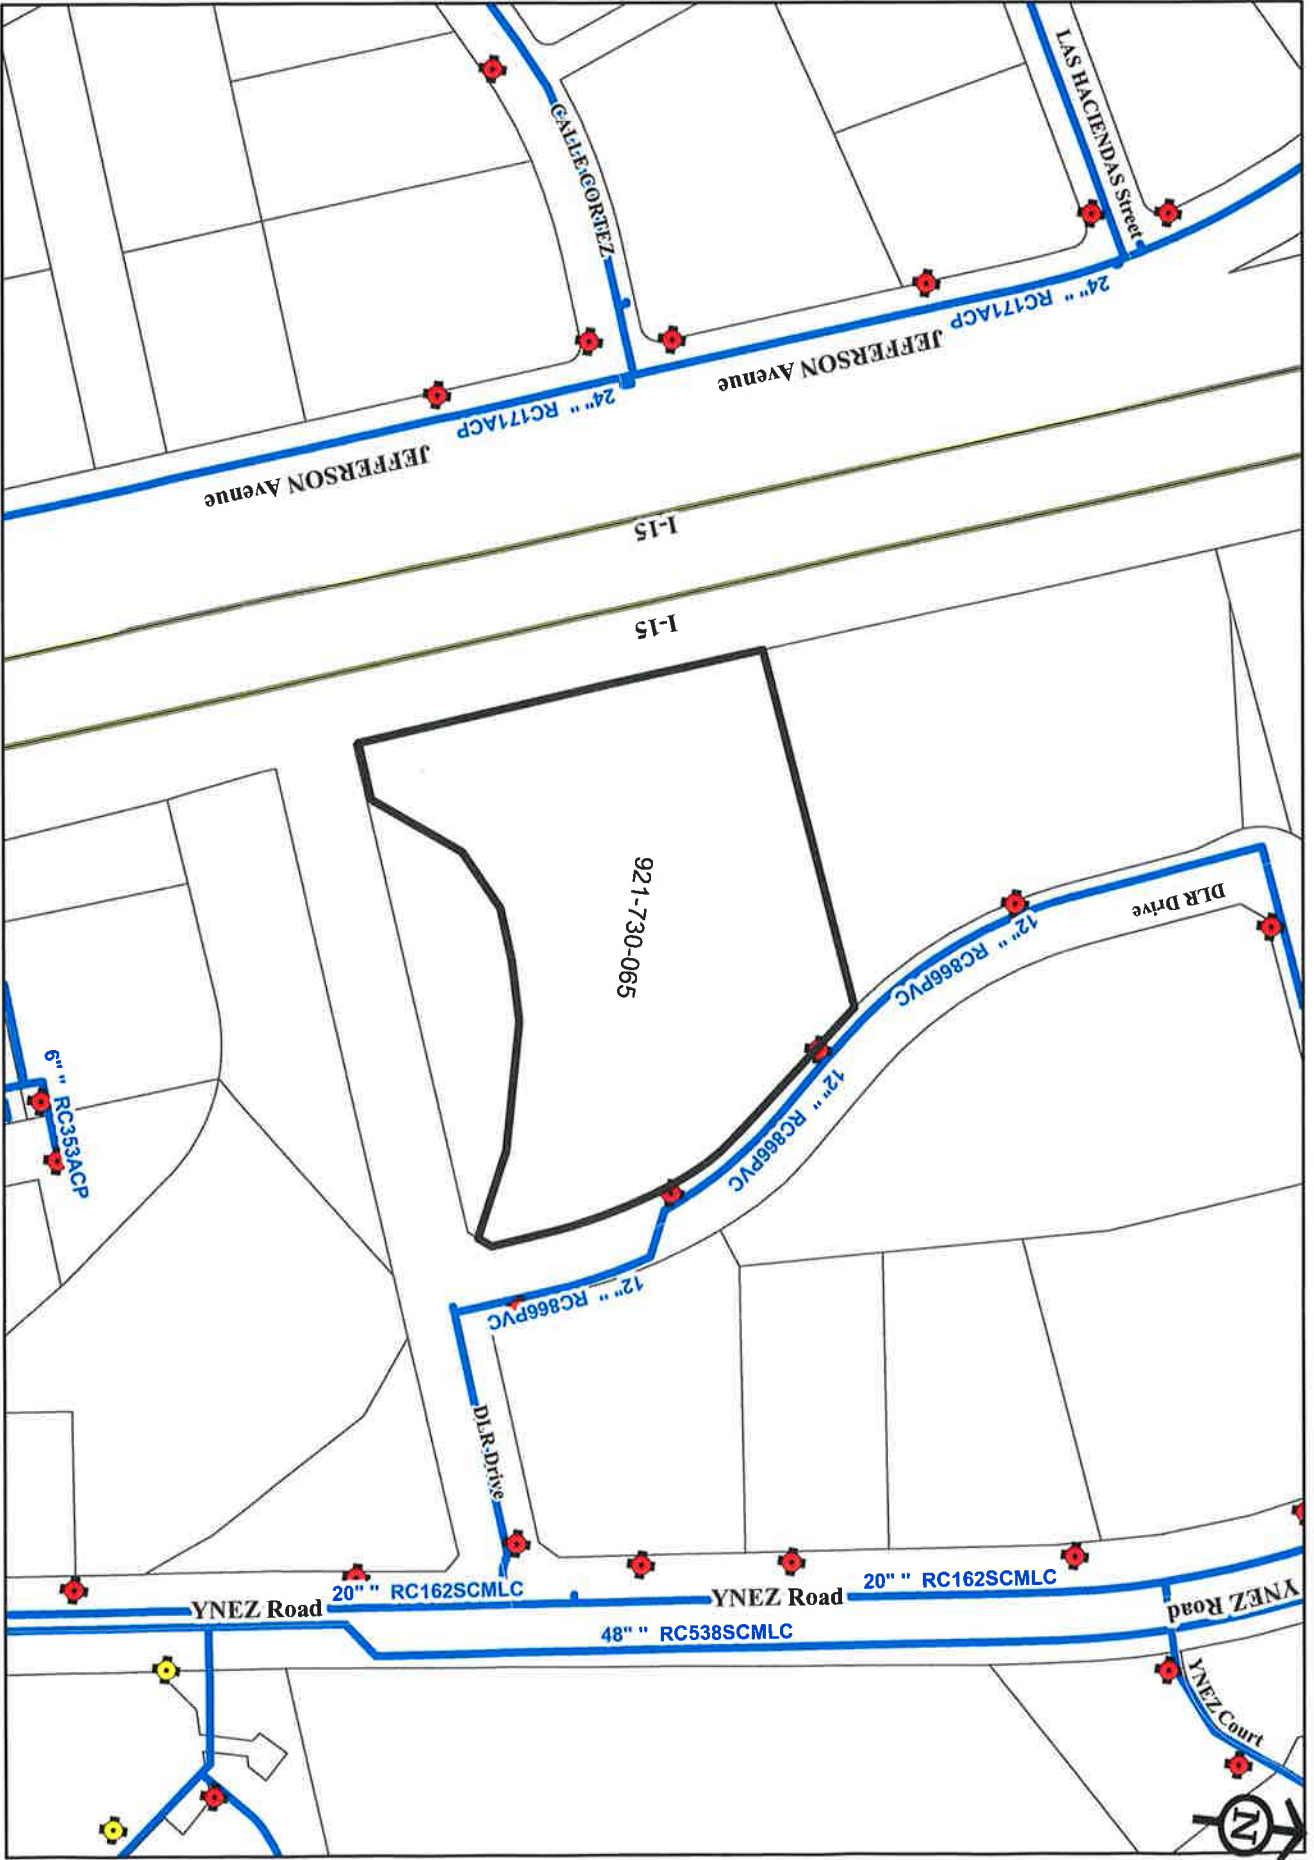 LAS HACIENDAS Street
CALLE CORTEZ
24" " RC171ACP
JEFFERSON Avenue
24" " RC171ACP
JEFFERSON Avenue
I-15
I-15
921-730-065
DLR Drive
12" " RC866PVC
6" " RC353ACP
12" " RC866PVC
12" " RC866PVC
DLR Drive
20" " RC162SCMLC
20" " RC162SCMLC
YNEZ Road
YNEZ Road
YNEZ Road
48" " RC538SCMLC
YNEZ Court
N